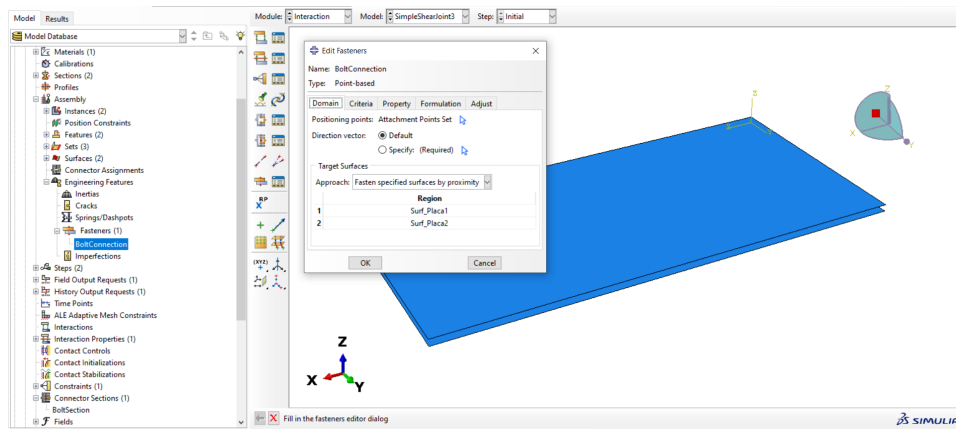 Model Results
Module: Interaction Model: SimpleShearJoint3 Step: Initial
Model Database
Materials (1)
Calibrations
Sections (2)
Profiles
Assembly
Instances (2)
Position Constraints
Features (2)
Sets (3)
Surfaces (2)
Connector Assignments
Engineering Features
Inertias
Cracks
Springs/Dashpots
Fasteners (1)
BoltConnection
Imperfections
Steps (2)
Field Output Requests (1)
History Output Requests (1)
Time Points
ALE Adaptive Mesh Constraints
Interactions
Interaction Properties (1)
Contact Controls
Contact Initializations
Contact Stabilizations
Constraints (1)
Connector Sections (1)
BoltSection
Fields
RP
(XYZ)
Edit Fasteners
Name: BoltConnection
Type: Point-based
Domain Criteria Property Formulation Adjust
Positioning points: Attachment Points Set
Direction vector: Default
Specify: (Required)
Target Surfaces
Approach: Fasten specified surfaces by proximity
Region
1 Surf_Placa1
2 Surf_Placa2
OK Cancel
Z
X
Y
Z
X
Y
Fill in the fasteners editor dialog
SIMULIA